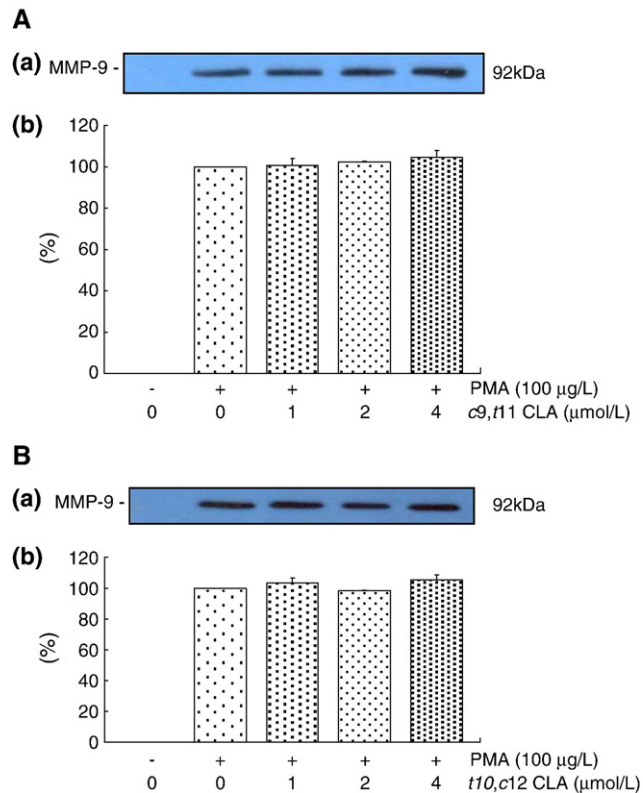 A
(a) MMP-9 - 92kDa
(b)
120
100
80
60
40
20
0
(%)
- + + + + PMA (100 μg/L)
0 0 1 2 4 c9,t11 CLA (μmol/L)
B
(a) MMP-9 - 92kDa
(b)
120
100
80
60
40
20
0
(%)
- + + + + PMA (100 μg/L)
0 0 1 2 4 t10,c12 CLA (μmol/L)